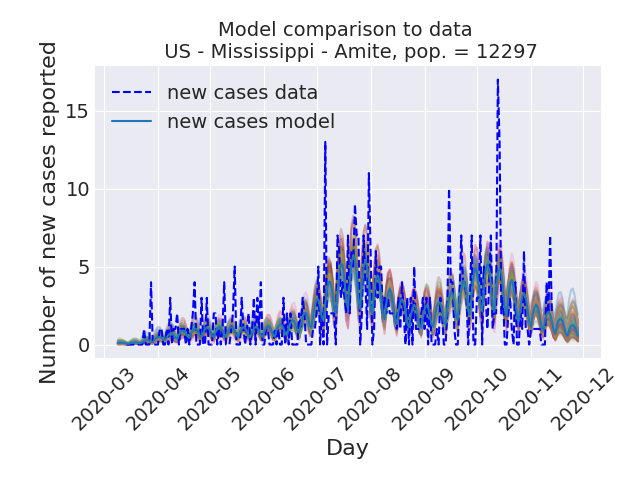 Model comparison to data
US - Mississippi - Amite, pop. = 12297
new cases data
new cases model
Number of new cases reported
15
10
5
0
2020-03
2020-04
2020-05
2020-06
2020-07
2020-08
2020-09
2020-10
2020-11
2020-12
Day